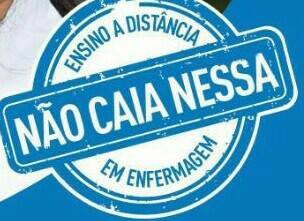 ENSINO A DISTÂNCIA
NÃO CAIA NESSA
EM ENFERMAGEM